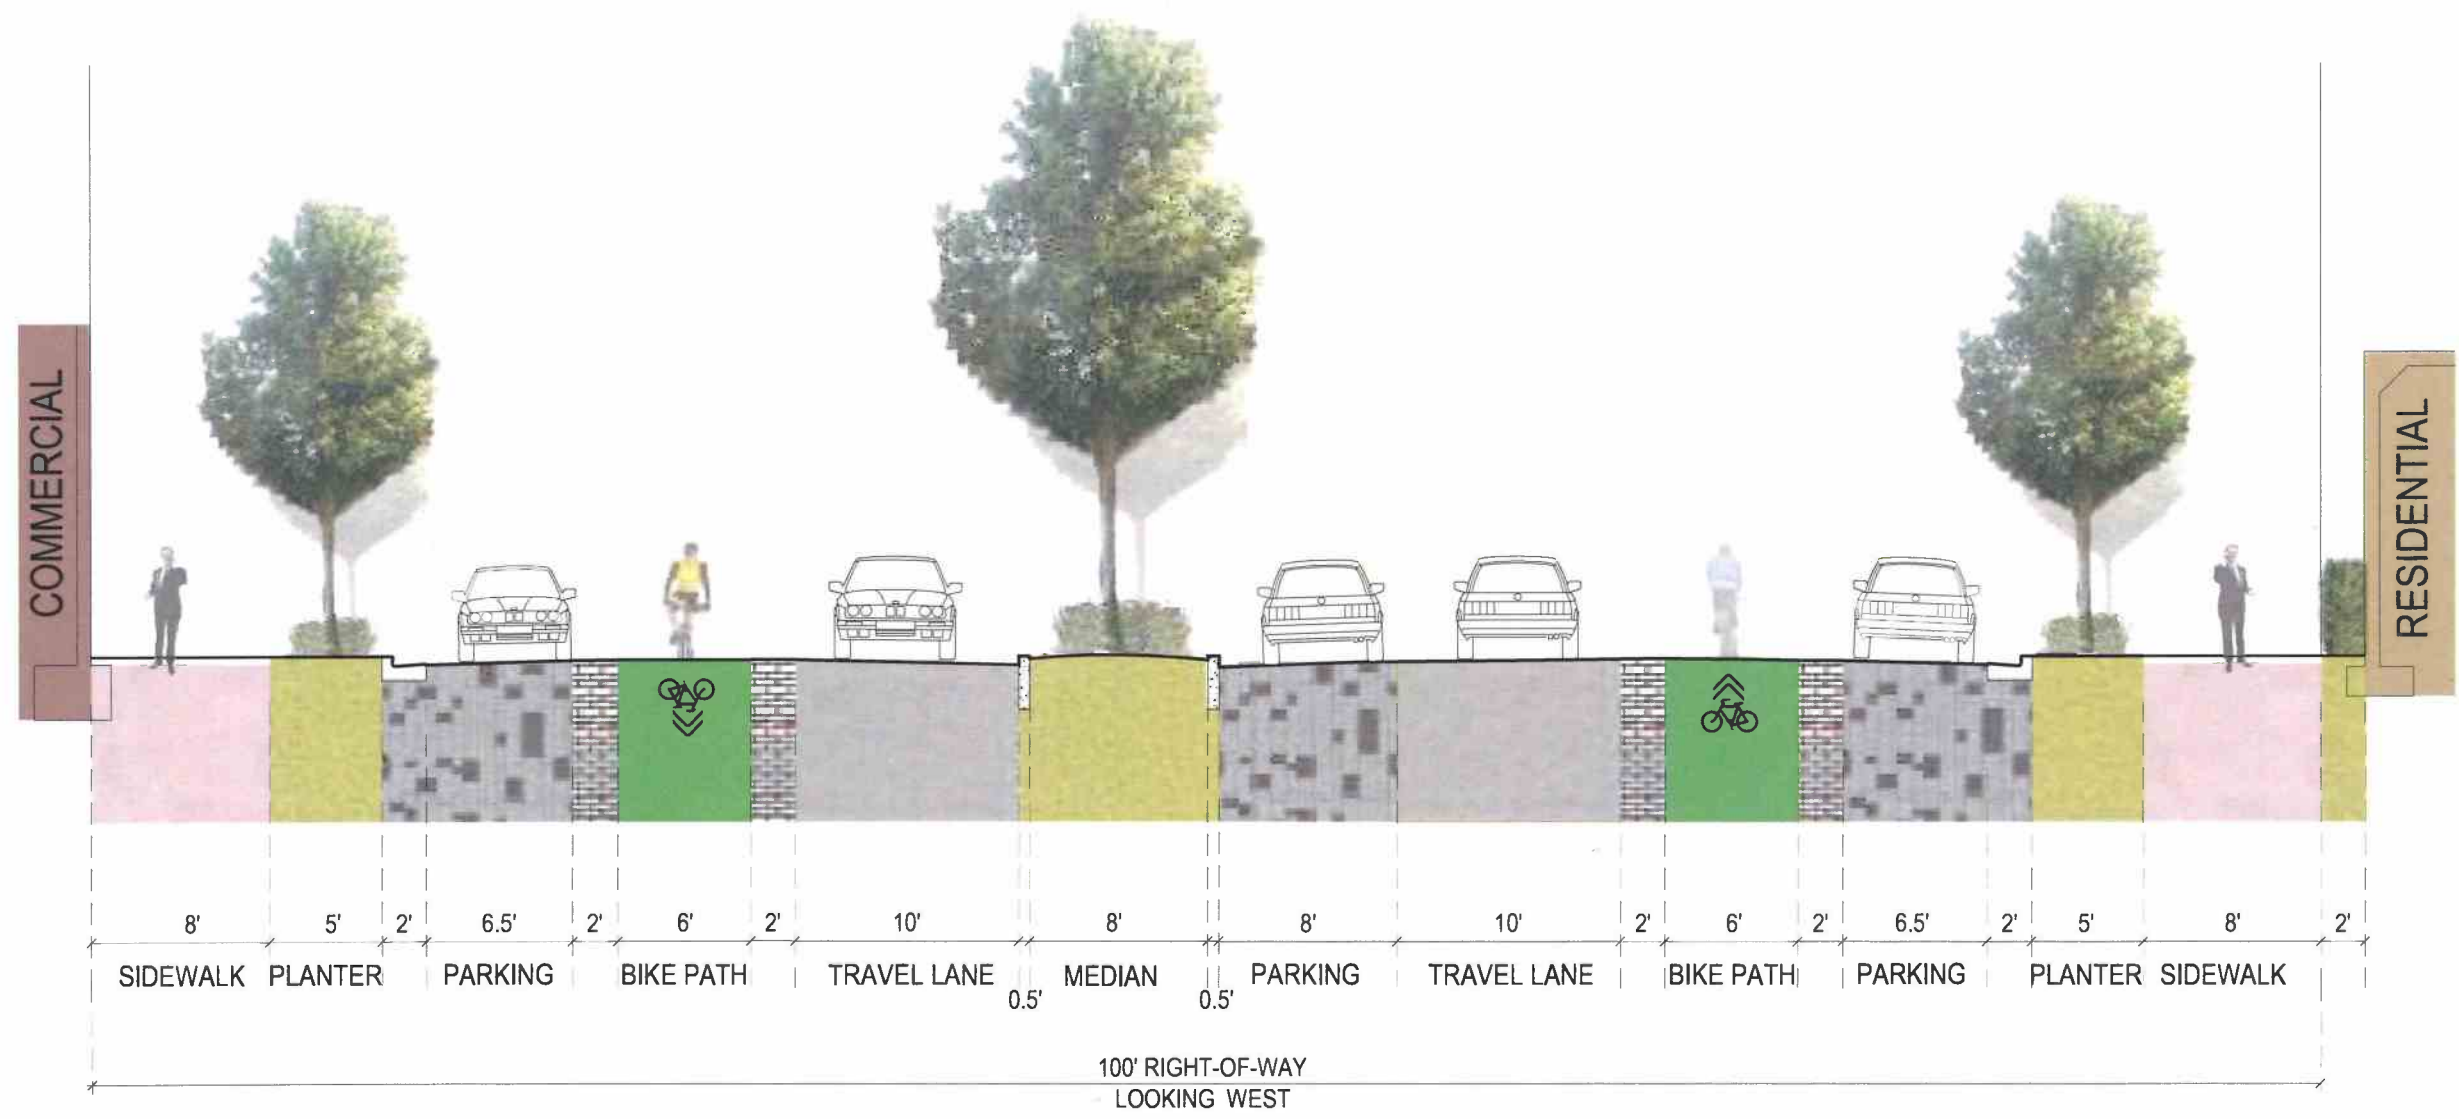 COMMERCIAL
RESIDENTIAL
8' 5' 2' 6.5' 2' 6' 2' 10' 8' 8' 10' 2' 6' 2' 6.5' 2' 5' 8' 2'
SIDEWALK PLANTER PARKING BIKE PATH TRAVEL LANE MEDIAN PARKING TRAVEL LANE BIKE PATH PARKING PLANTER SIDEWALK
0.5' 0.5'
100' RIGHT-OF-WAY
LOOKING WEST